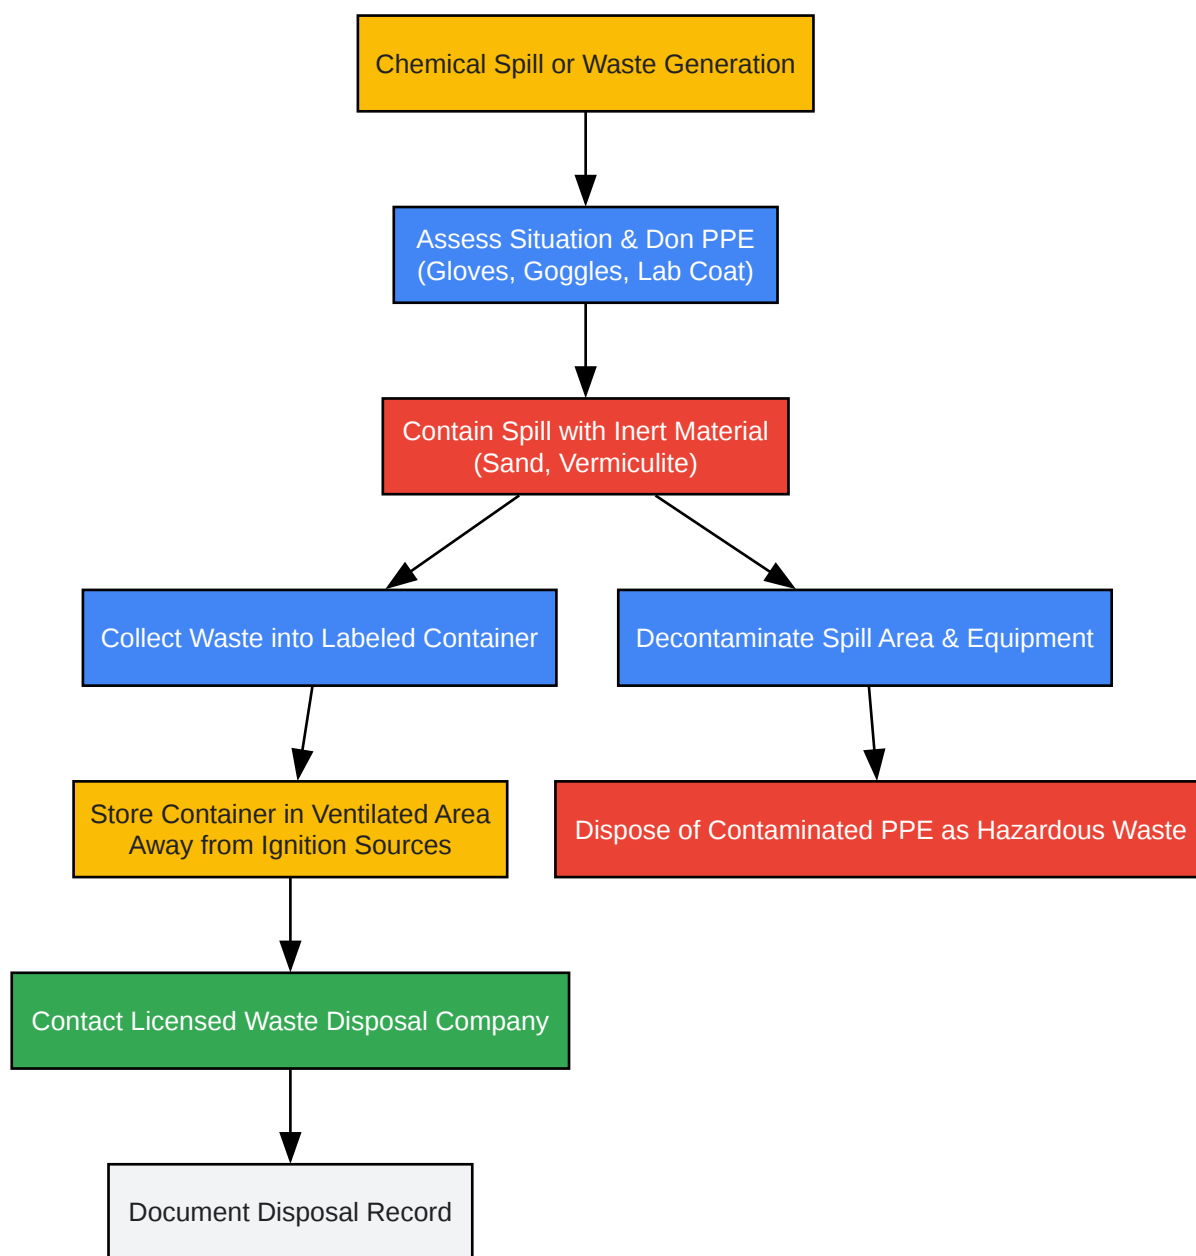 Chemical Spill or Waste Generation
Assess Situation & Don PPE
(Gloves, Goggles, Lab Coat)
Contain Spill with Inert Material
(Sand, Vermiculite)
Collect Waste into Labeled Container
Decontaminate Spill Area & Equipment
Store Container in Ventilated Area
Away from Ignition Sources
Dispose of Contaminated PPE as Hazardous Waste
Contact Licensed Waste Disposal Company
Document Disposal Record